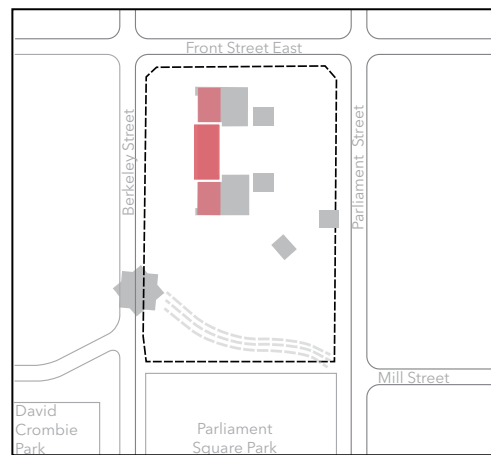 Front Street East
Berkeley Street
Parliament Street
Mill Street
David
Crombie
Park
Parliament
Square Park